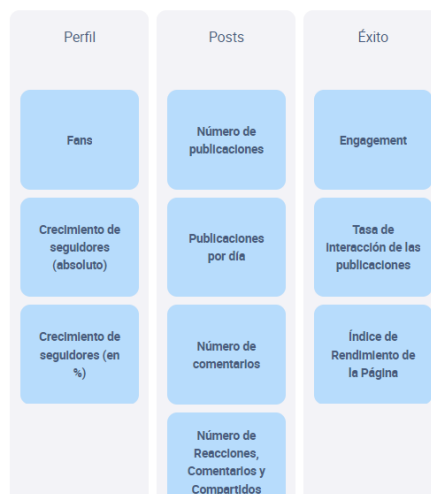 Perfil
Fans
Crecimiento de
seguidores
(absoluto)
Crecimiento de
seguidores (en
%)
Posts
Número de
publicaciones
Publicaciones
por día
Número de
comentarios
Número de
Reacciones,
Comentarios y
Compartidos
Éxito
Engagement
Tasa de
interacción de las
publicaciones
Índice de
Rendimiento de
la Página